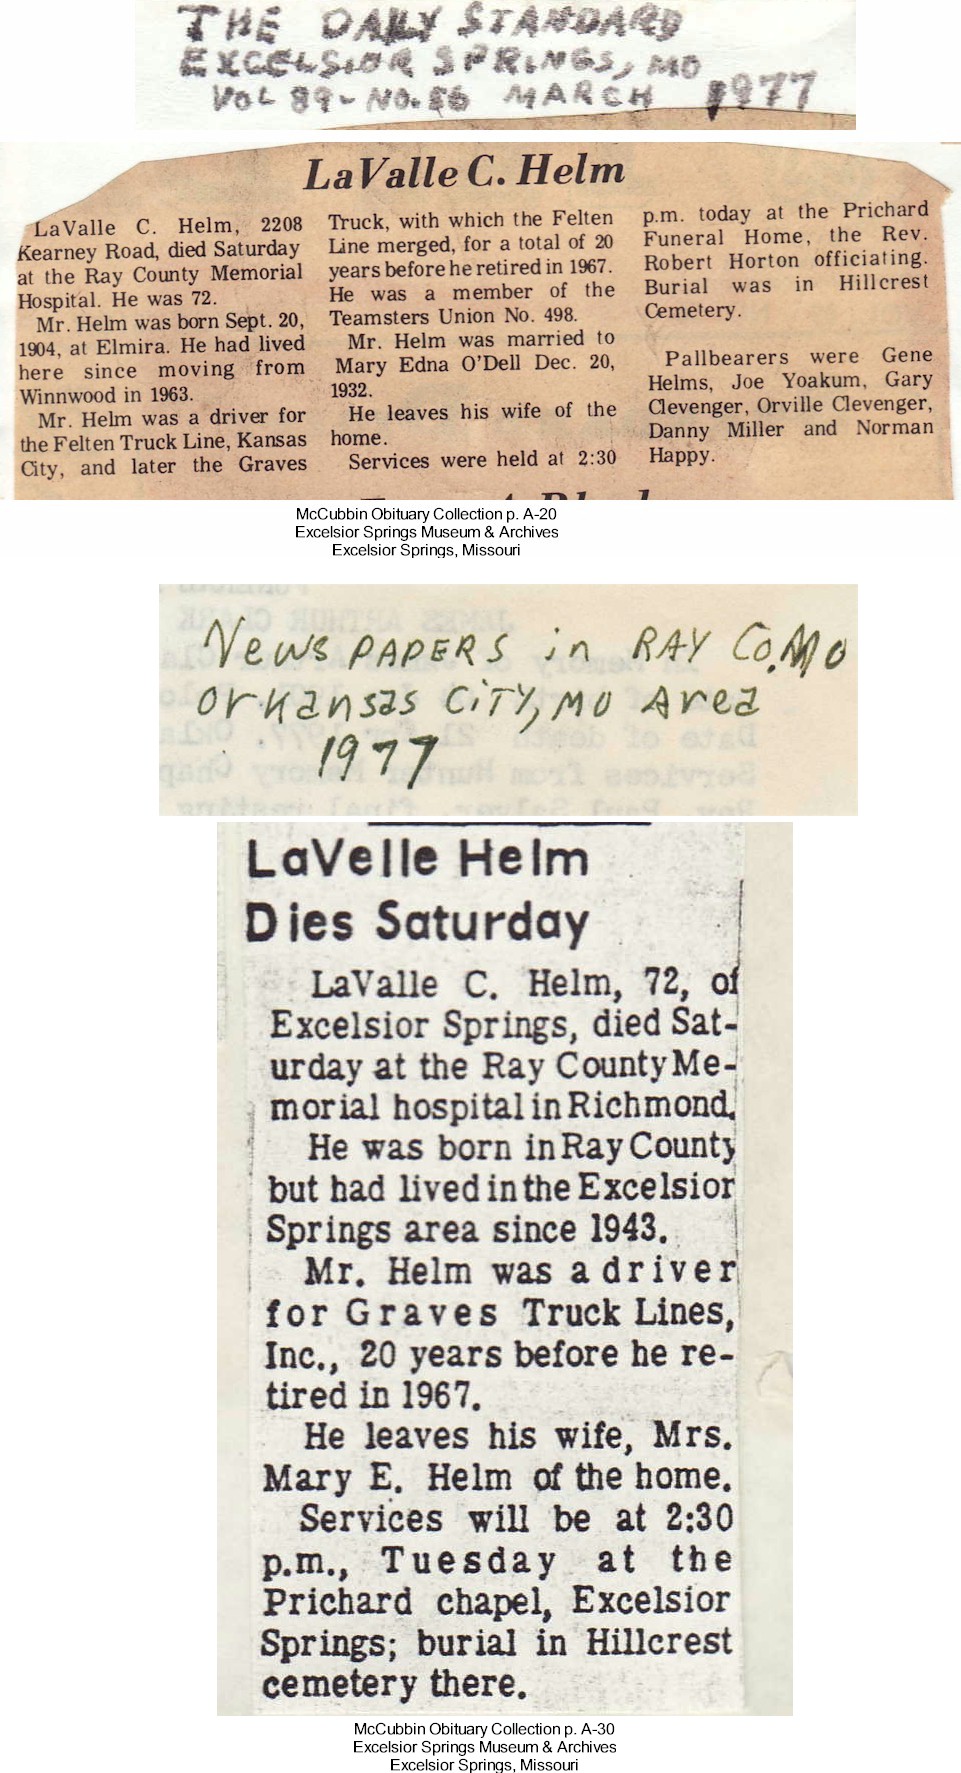 THE DAILY STANDARD
EXCELSIOR SPRINGS, MO
VOL 89 - NO. 86 MARCH 1977
LaValle C. Helm
LaValle C. Helm, 2208
Kearney Road, died Saturday
at the Ray County Memorial
Hospital. He was 72.
Mr. Helm was born Sept. 20,
1904, at Elmira. He had lived
here since moving from
Winnwood in 1963.
Mr. Helm was a driver for
the Felten Truck Line, Kansas
City, and later the Graves
Truck, with which the Felten
Line merged, for a total of 20
years before he retired in 1967.
He was a member of the
Teamsters Union No. 498.
Mr. Helm was married to
Mary Edna O'Dell Dec. 20,
1932.
He leaves his wife of the
home.
Services were held at 2:30
p.m. today at the Prichard
Funeral Home, the Rev.
Robert Horton officiating.
Burial was in Hillcrest
Cemetery.
Pallbearers were Gene
Helms, Joe Yoakum, Gary
Clevenger, Orville Clevenger,
Danny Miller and Norman
Happy.
McCubbin Obituary Collection p. A-20
Excelsior Springs Museum & Archives
Excelsior Springs, Missouri
NewsPAPERS in RAY Co. MO
or Kansas CiTY, MO Area
1977
LaVelle Helm
Dies Saturday
LaValle C. Helm, 72, of
Excelsior Springs, died Sat-
urday at the Ray County Me-
morial hospital in Richmond.
He was born in Ray County
but had lived in the Excelsior
Springs area since 1943.
Mr. Helm was a driver
for Graves Truck Lines,
Inc., 20 years before he re-
tired in 1967.
He leaves his wife, Mrs.
Mary E. Helm of the home.
Services will be at 2:30
p.m., Tuesday at the
Prichard chapel, Excelsior
Springs; burial in Hillcrest
cemetery there.
McCubbin Obituary Collection p. A-30
Excelsior Springs Museum & Archives
Excelsior Springs, Missouri